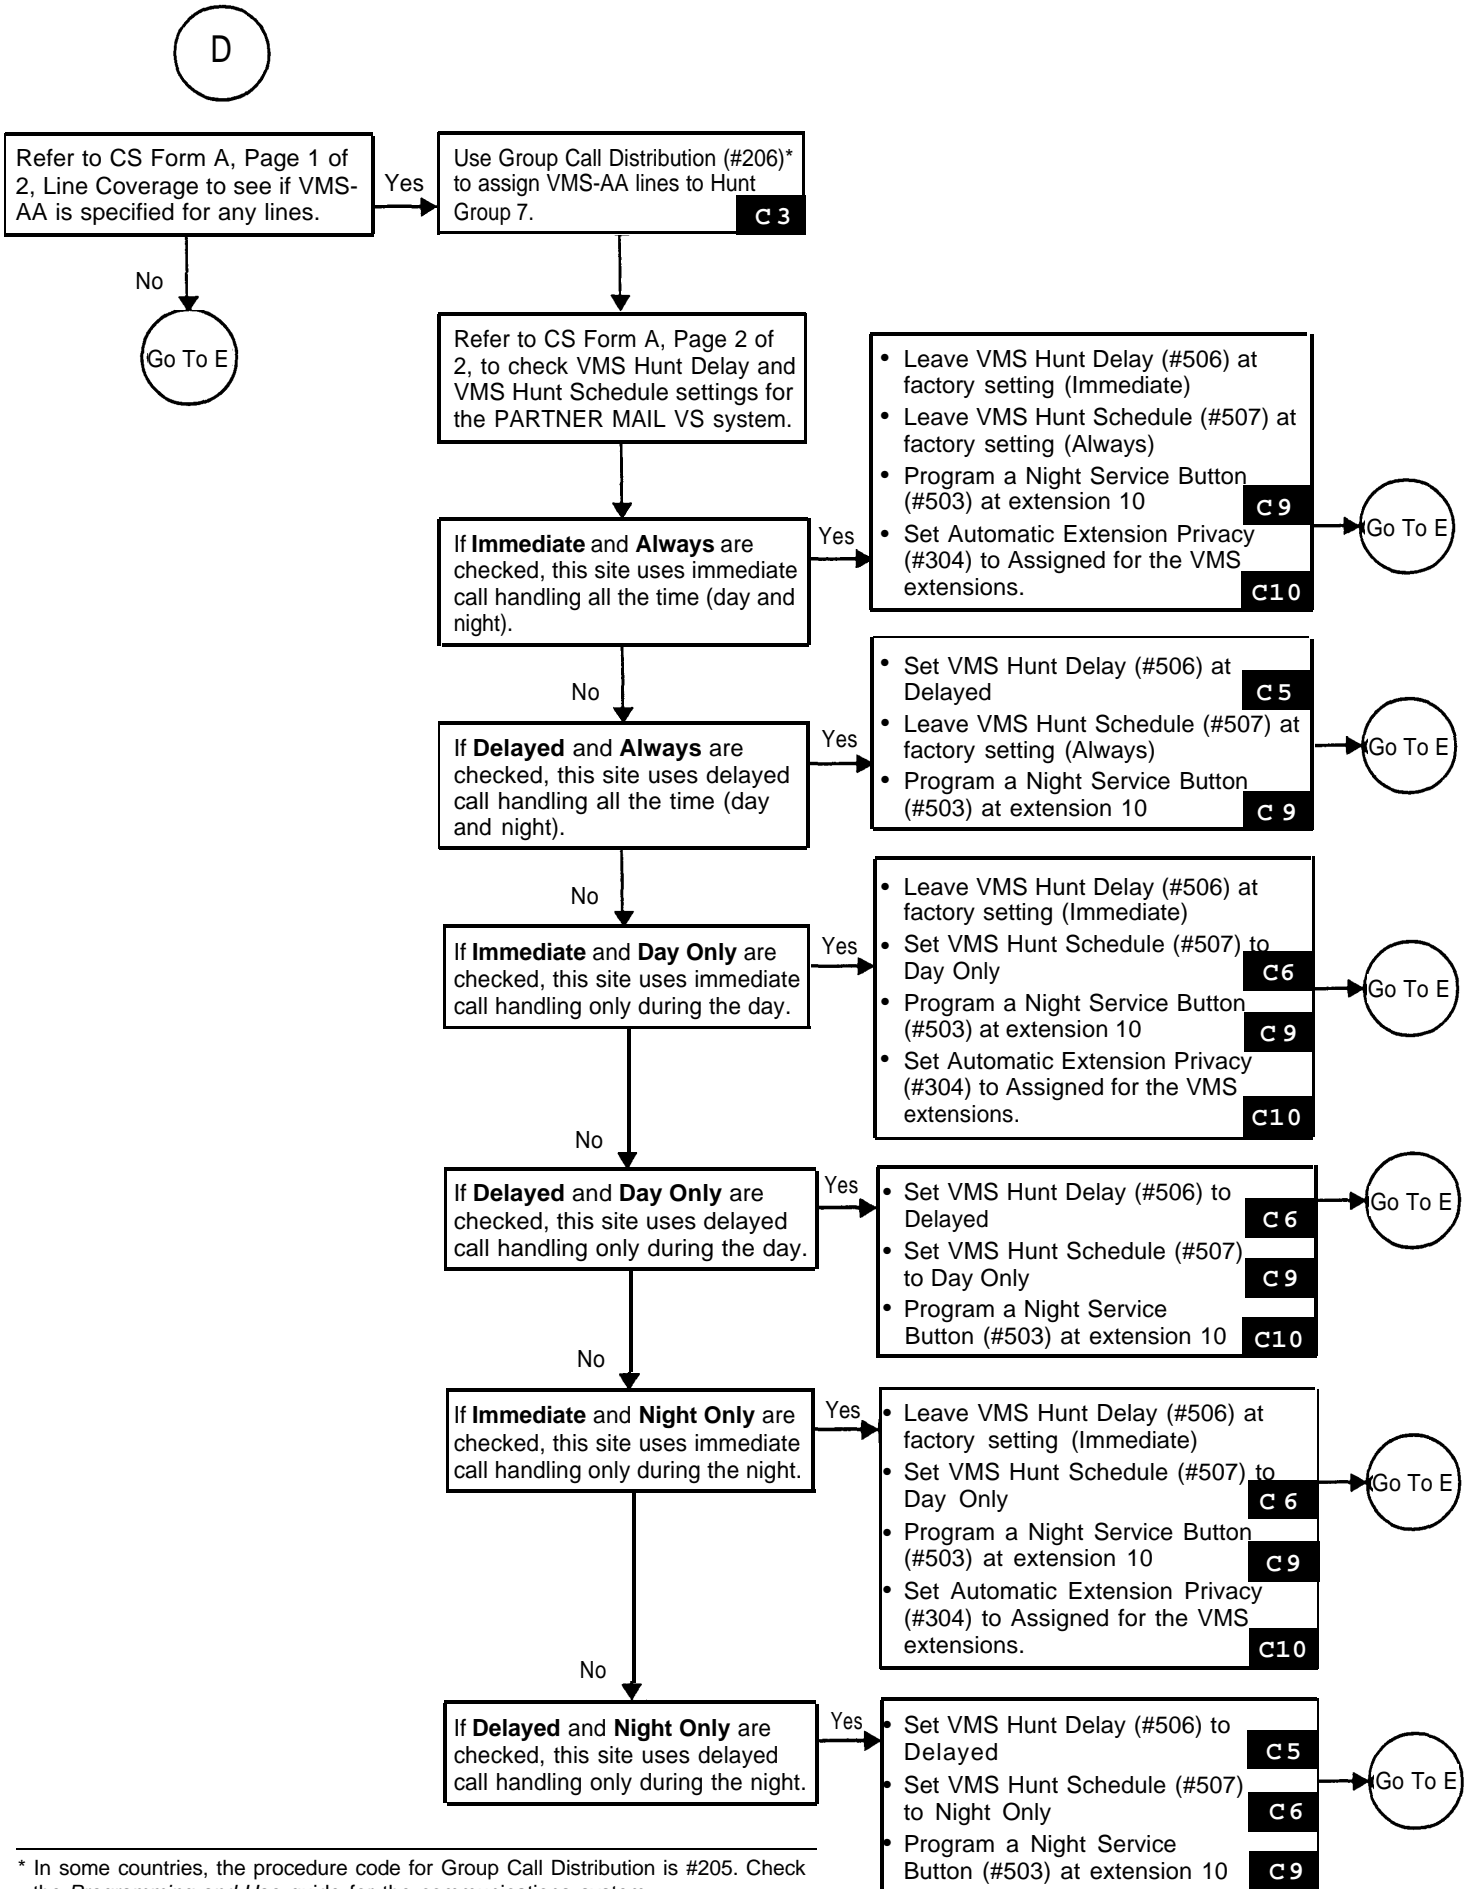 D
Refer to CS Form A, Page 1 of
2, Line Coverage to see if VMS-
AA is specified for any lines.
Yes
Use Group Call Distribution (#206)*
to assign VMS-AA lines to Hunt
Group 7.
C3
No
Go To E
Refer to CS Form A, Page 2 of
2, to check VMS Hunt Delay and
VMS Hunt Schedule settings for
the PARTNER MAIL VS system.
If Immediate and Always are
checked, this site uses immediate
call handling all the time (day and
night).
Yes
• Leave VMS Hunt Delay (#506) at
factory setting (Immediate)
• Leave VMS Hunt Schedule (#507) at
factory setting (Always)
• Program a Night Service Button
(#503) at extension 10
C9
• Set Automatic Extension Privacy
(#304) to Assigned for the VMS
extensions.
C10
Go To E
No
If Delayed and Always are
checked, this site uses delayed
call handling all the time (day
and night).
Yes
• Set VMS Hunt Delay (#506) at
Delayed
C5
• Leave VMS Hunt Schedule (#507) at
factory setting (Always)
• Program a Night Service Button
(#503) at extension 10
C9
Go To E
No
If Immediate and Day Only are
checked, this site uses immediate
call handling only during the day.
Yes
• Leave VMS Hunt Delay (#506) at
factory setting (Immediate)
• Set VMS Hunt Schedule (#507) to
Day Only
C6
• Program a Night Service Button
(#503) at extension 10
C9
• Set Automatic Extension Privacy
(#304) to Assigned for the VMS
extensions.
C10
Go To E
No
If Delayed and Day Only are
checked, this site uses delayed
call handling only during the day.
Yes
• Set VMS Hunt Delay (#506) to
Delayed
C6
• Set VMS Hunt Schedule (#507)
to Day Only
C9
• Program a Night Service
Button (#503) at extension 10
C10
Go To E
No
If Immediate and Night Only are
checked, this site uses immediate
call handling only during the night.
Yes
• Leave VMS Hunt Delay (#506) at
factory setting (Immediate)
• Set VMS Hunt Schedule (#507) to
Day Only
C6
• Program a Night Service Button
(#503) at extension 10
C9
• Set Automatic Extension Privacy
(#304) to Assigned for the VMS
extensions.
C10
Go To E
No
If Delayed and Night Only are
checked, this site uses delayed
call handling only during the night.
Yes
• Set VMS Hunt Delay (#506) to
Delayed
C5
• Set VMS Hunt Schedule (#507)
to Night Only
C6
• Program a Night Service
Button (#503) at extension 10
C9
Go To E
* In some countries, the procedure code for Group Call Distribution is #205. Check